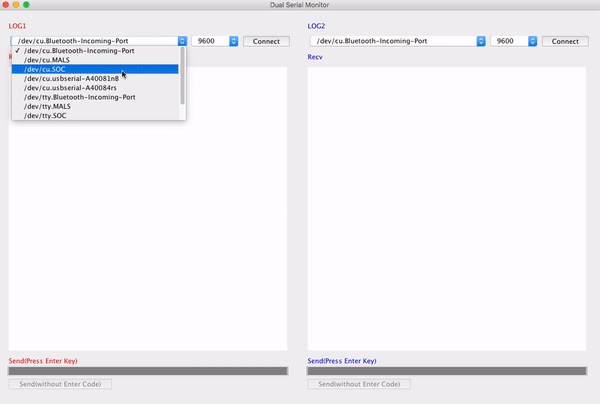 Dual Serial Monitor
LOG1
/dev/cu.Bluetooth-Incoming-Port
9600
Connect
✓ /dev/cu.Bluetooth-Incoming-Port
/dev/cu.MALS
/dev/cu.SOC
/dev/cu.usbserial-A40081nB
/dev/cu.usbserial-A40084rs
/dev/tty.Bluetooth-Incoming-Port
/dev/tty.MALS
/dev/tty.SOC
Send(Press Enter Key)
Send(without Enter Code)
LOG2
/dev/cu.Bluetooth-Incoming-Port
9600
Connect
Recv
Send(Press Enter Key)
Send(without Enter Code)